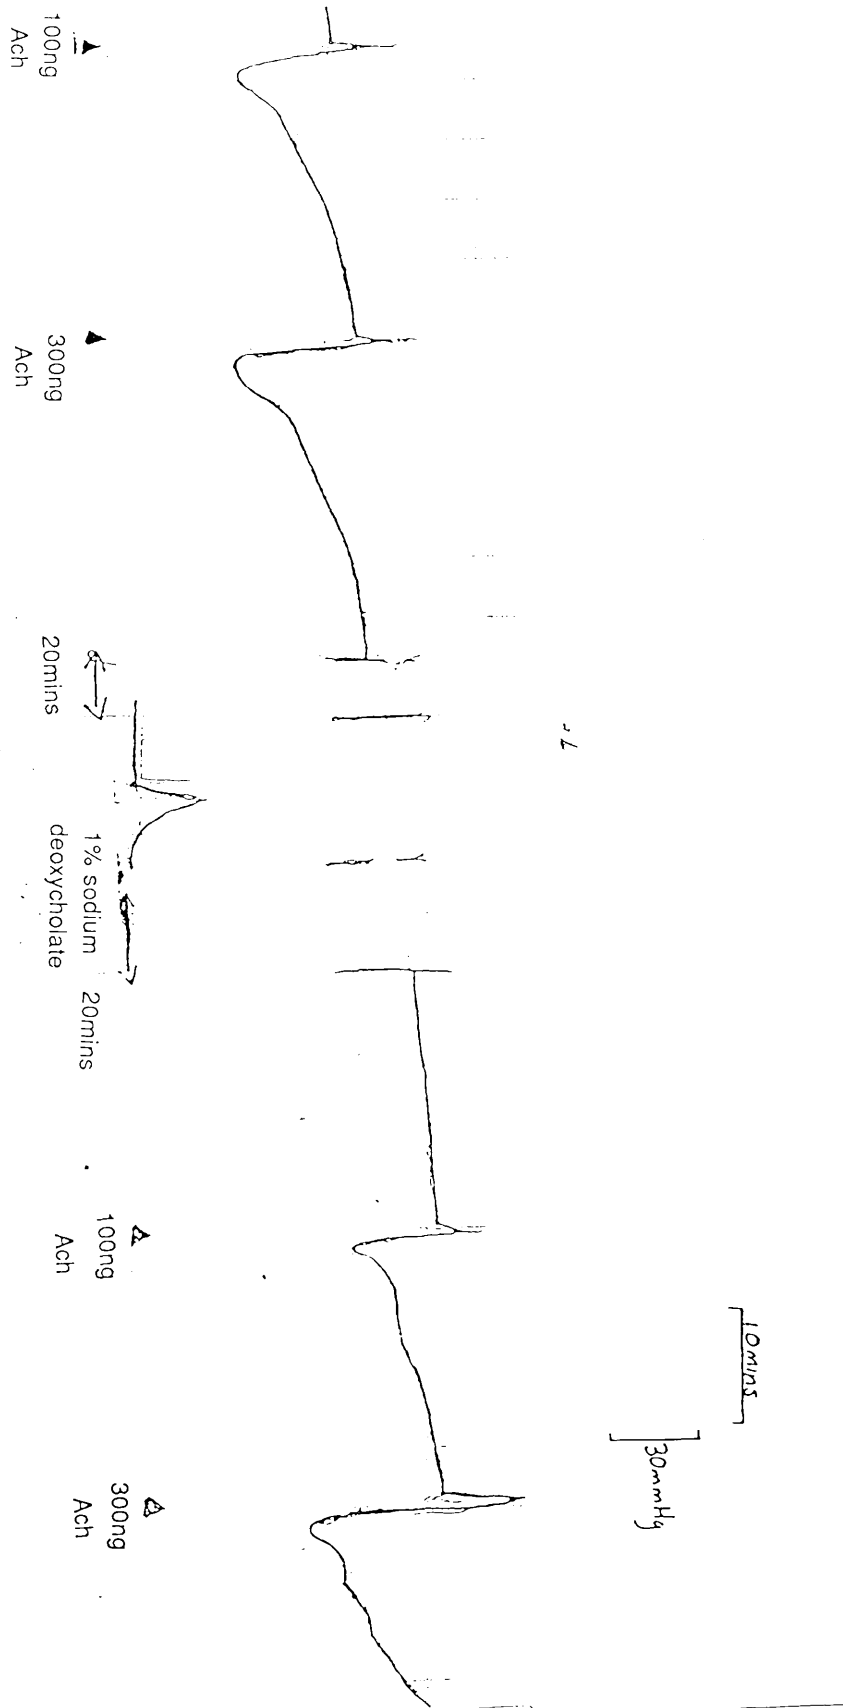 100ng
Ach
300ng
Ach
20mins
1% sodium
deoxycholate
20mins
100ng
Ach
300ng
Ach
10mins
30mmHg